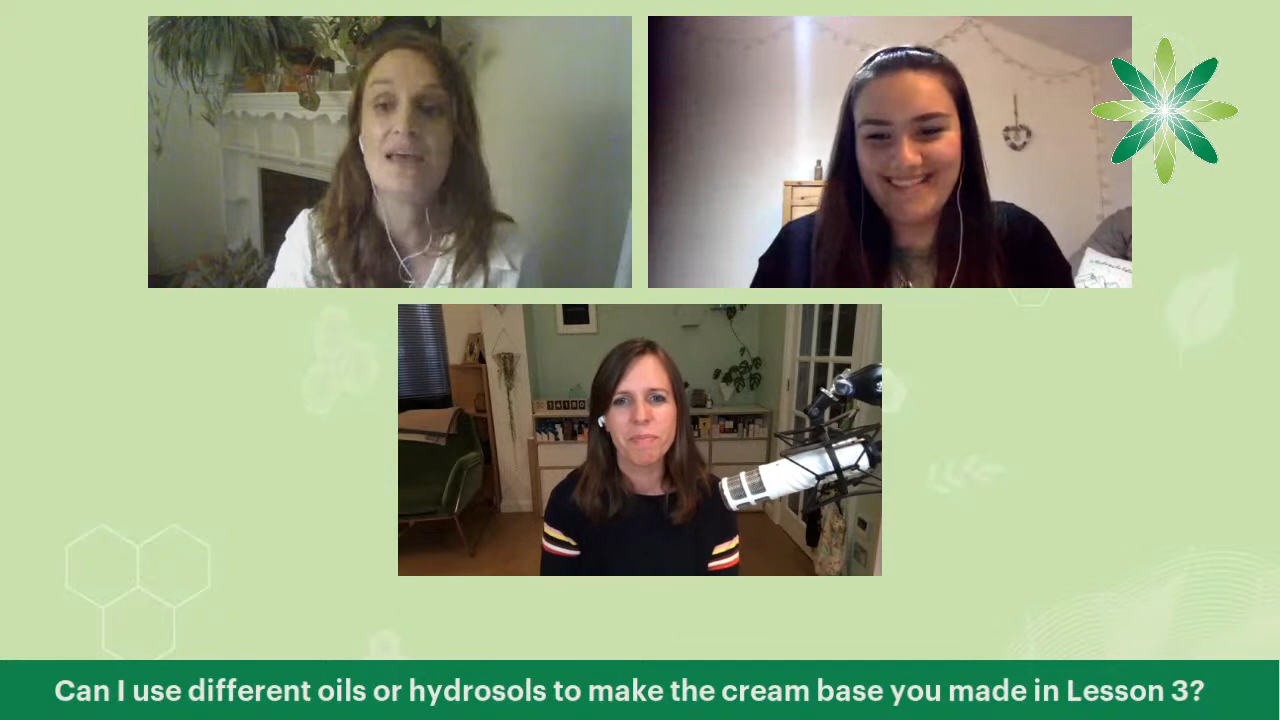 Can I use different oils or hydrosols to make the cream base you made in Lesson 3?